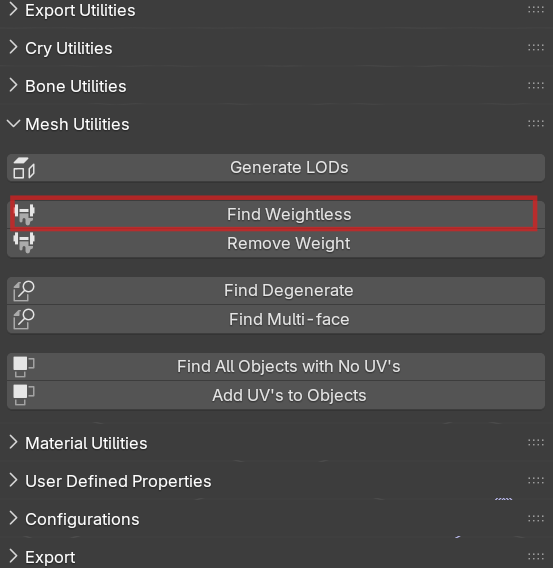 Export Utilities
Cry Utilities
Bone Utilities
Mesh Utilities
Generate LODs
Find Weightless
Remove Weight
Find Degenerate
Find Multi-face
Find All Objects with No UV's
Add UV's to Objects
Material Utilities
User Defined Properties
Configurations
Export